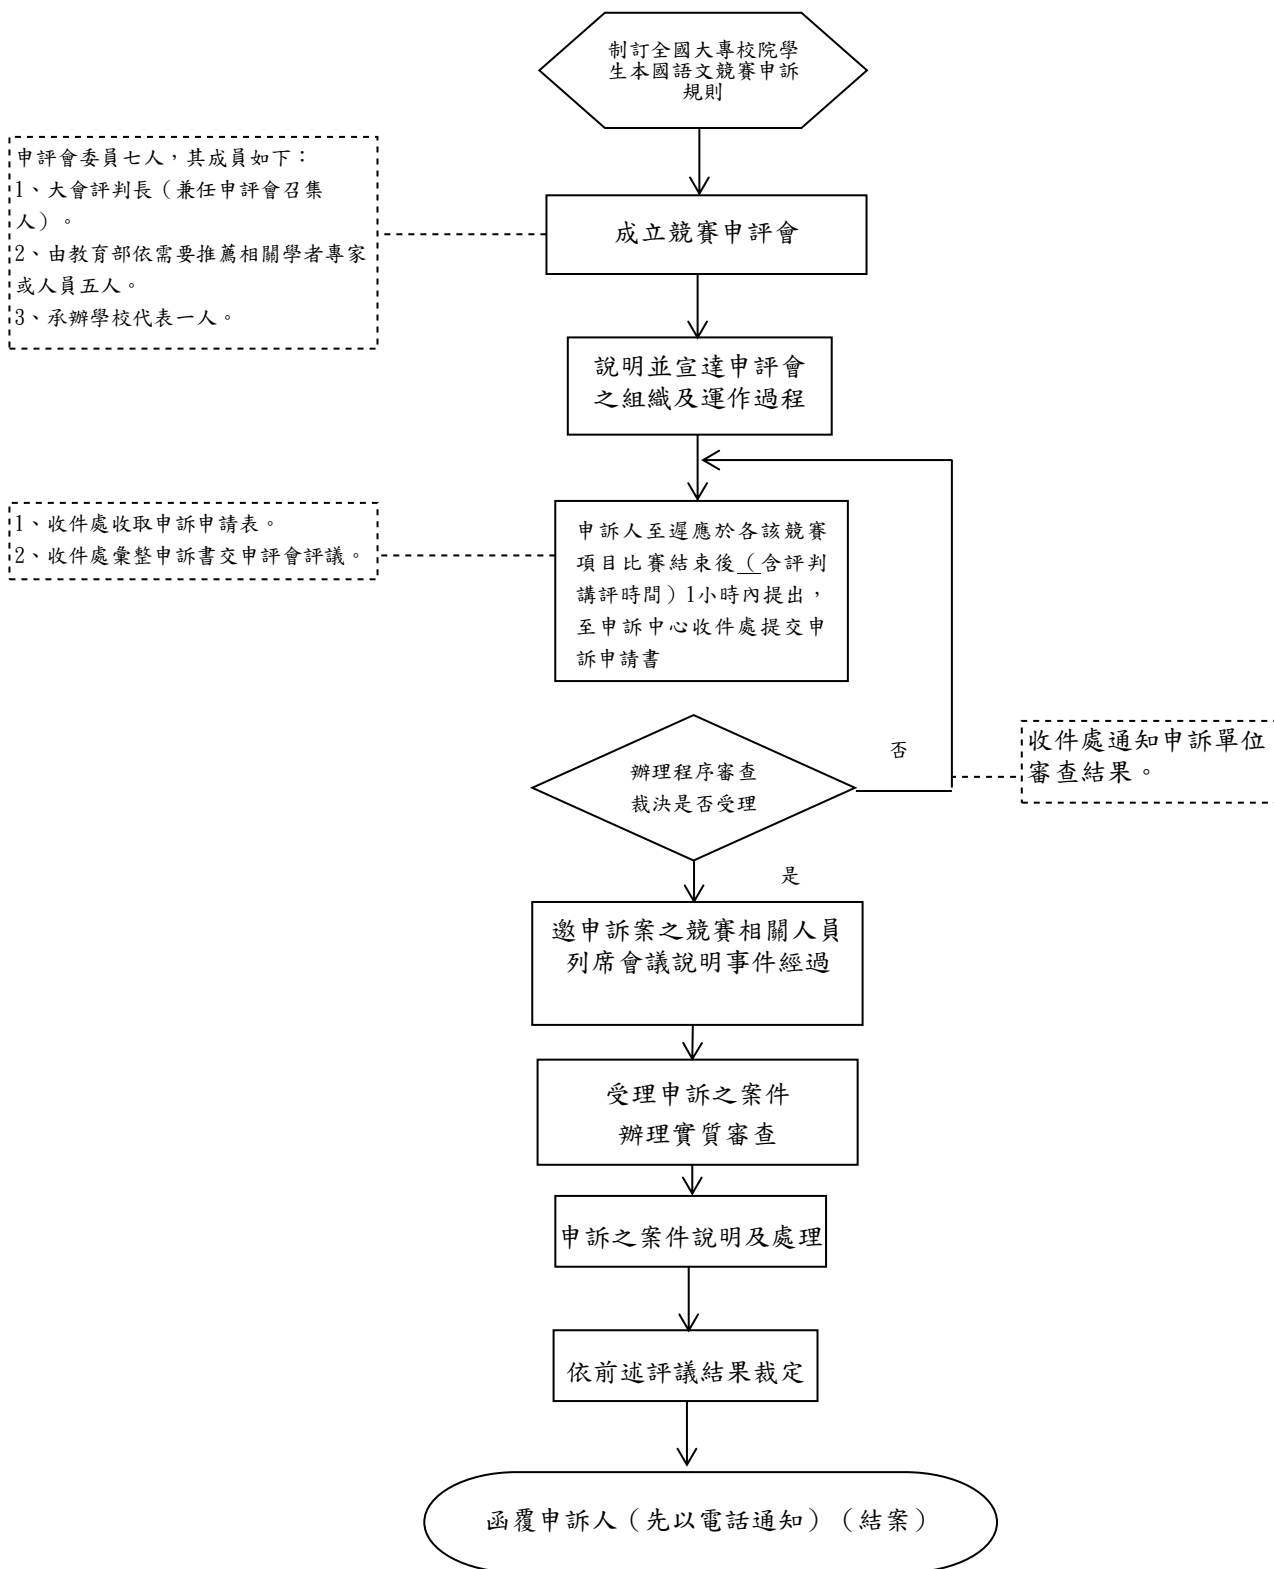 制訂全國大專校院學
生本國語文競賽申訴
規則
申評會委員七人，其成員如下：
1、大會評判長（兼任申評會召集
人）。
2、由教育部依需要推薦相關學者專家
或人員五人。
3、承辦學校代表一人。
成立競賽申評會
說明並宣達申評會
之組織及運作過程
1、收件處收取申訴申請表。
2、收件處彙整申訴書交申評會評議。
申訴人至遲應於各該競賽
項目比賽結束後（含評判
講評時間）1小時內提出，
至申訴中心收件處提交申
訴申請書
辦理程序審查
裁決是否受理
否
收件處通知申訴單位
審查結果。
是
邀申訴案之競賽相關人員
列席會議說明事件經過
受理申訴之案件
辦理實質審查
申訴之案件說明及處理
依前述評議結果裁定
函覆申訴人（先以電話通知）（結案）